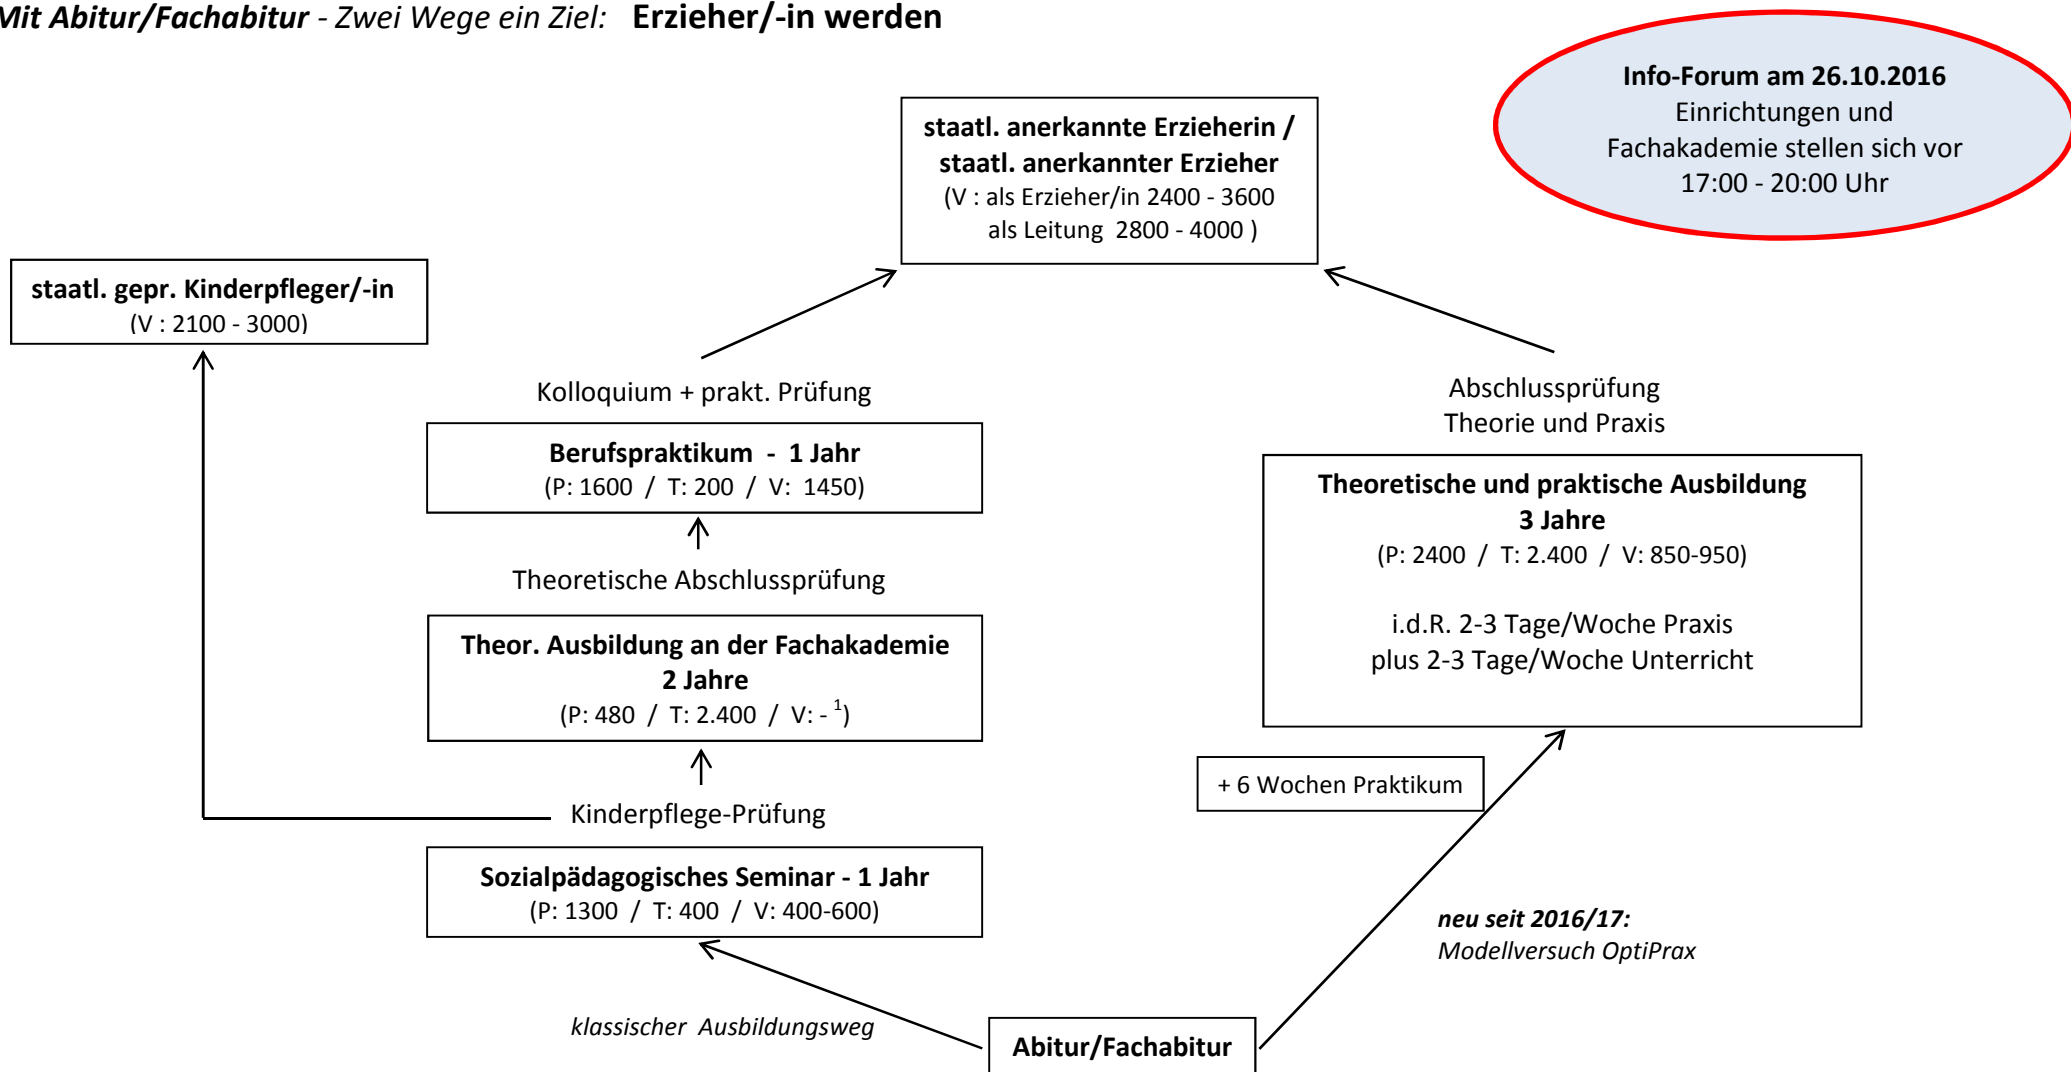 Mit Abitur/Fachabitur - Zwei Wege ein Ziel: Erzieher/-in werden
Info-Forum am 26.10.2016
Einrichtungen und
Fachakademie stellen sich vor
17:00 - 20:00 Uhr
staatl. anerkannte Erzieherin /
staatl. anerkannter Erzieher
(V : als Erzieher/in 2400 - 3600
als Leitung 2800 - 4000 )
staatl. gepr. Kinderpfleger/-in
(V : 2100 - 3000)
Kolloquium + prakt. Prüfung
Berufspraktikum - 1 Jahr
(P: 1600 / T: 200 / V: 1450)
Theoretische Abschlussprüfung
Theor. Ausbildung an der Fachakademie
2 Jahre
(P: 480 / T: 2.400 / V: - ¹)
Kinderpflege-Prüfung
Sozialpädagogisches Seminar - 1 Jahr
(P: 1300 / T: 400 / V: 400-600)
klassischer Ausbildungsweg
Abschlussprüfung
Theorie und Praxis
Theoretische und praktische Ausbildung
3 Jahre
(P: 2400 / T: 2.400 / V: 850-950)
i.d.R. 2-3 Tage/Woche Praxis
plus 2-3 Tage/Woche Unterricht
+ 6 Wochen Praktikum
neu seit 2016/17:
Modellversuch OptiPrax
Abitur/Fachabitur